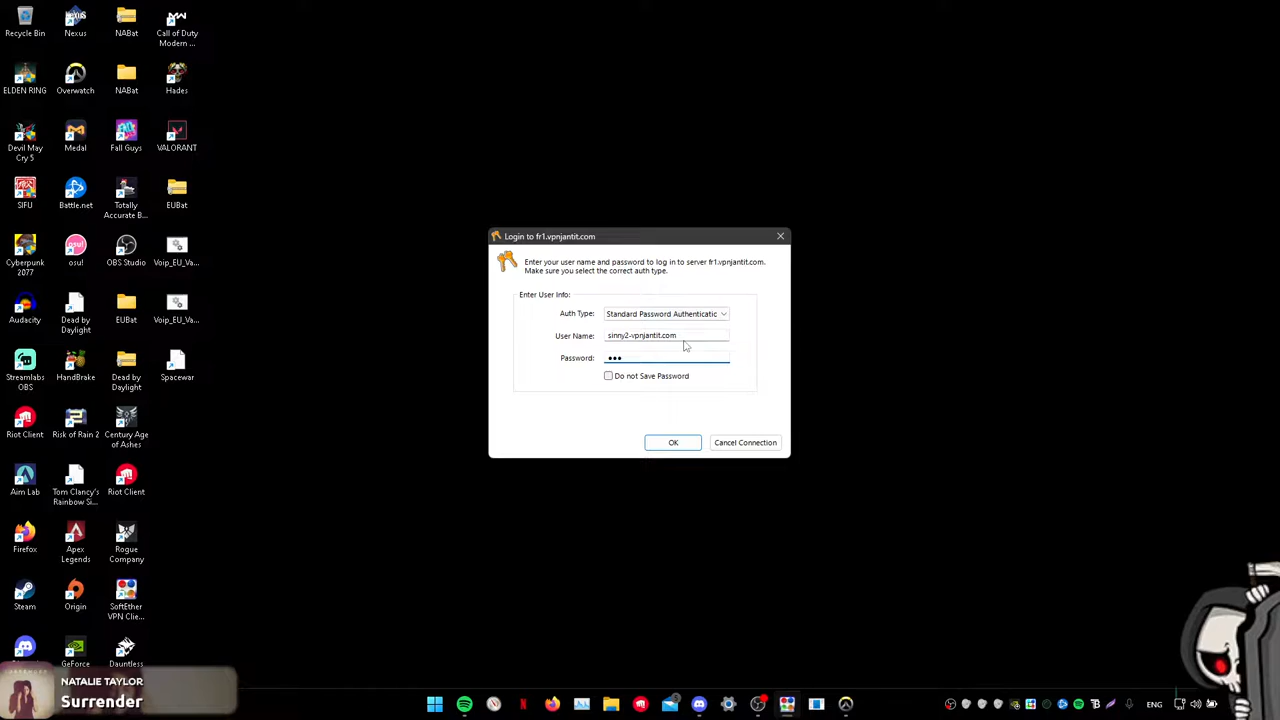 Recycle Bin
Nexus
NABat
Call of Duty
Modern ...
ELDEN RING
Overwatch
NABat
Hades
Devil May
Cry 5
Medal
Fall Guys
VALORANT
SIFU
Battle.net
Totally
Accurate B...
EUBat
Cyberpunk
2077
osu!
OBS Studio
Voip_EU_Va...
Audacity
Dead by
Daylight
EUBat
Voip_EU_Va...
Streamlabs
OBS
HandBrake
Dead by
Daylight
Spacewar
Riot Client
Risk of Rain 2
Century Age
of Ashes
Aim Lab
Tom Clancy's
Rainbow Si...
Riot Client
Firefox
Apex
Legends
Rogue
Company
Steam
Origin
SoftEther
VPN Clie...
GeForce
Dauntless
Login to fr1.vpnjantit.com
Enter your user name and password to log in to server fr1.vpnjantit.com.
Make sure you select the correct auth type.
Enter User Info:
Auth Type:
Standard Password Authenticatic
User Name:
sinny2-vpnjantit.com
Password:
Do not Save Password
OK
Cancel Connection
NATALIE TAYLOR
Surrender
ENG